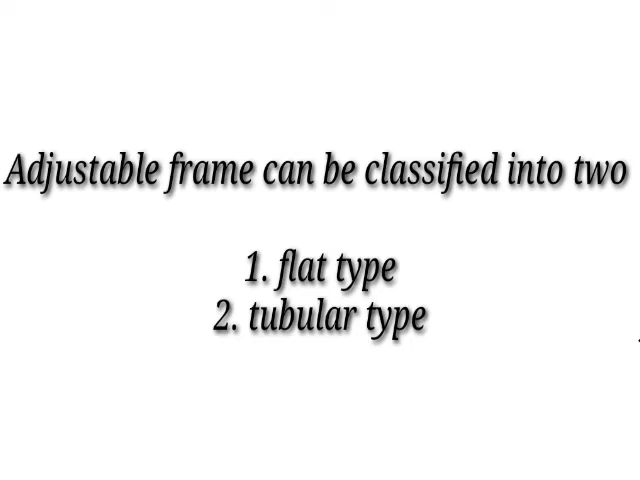 Adjustable frame can be classified into two
1. flat type
2. tubular type